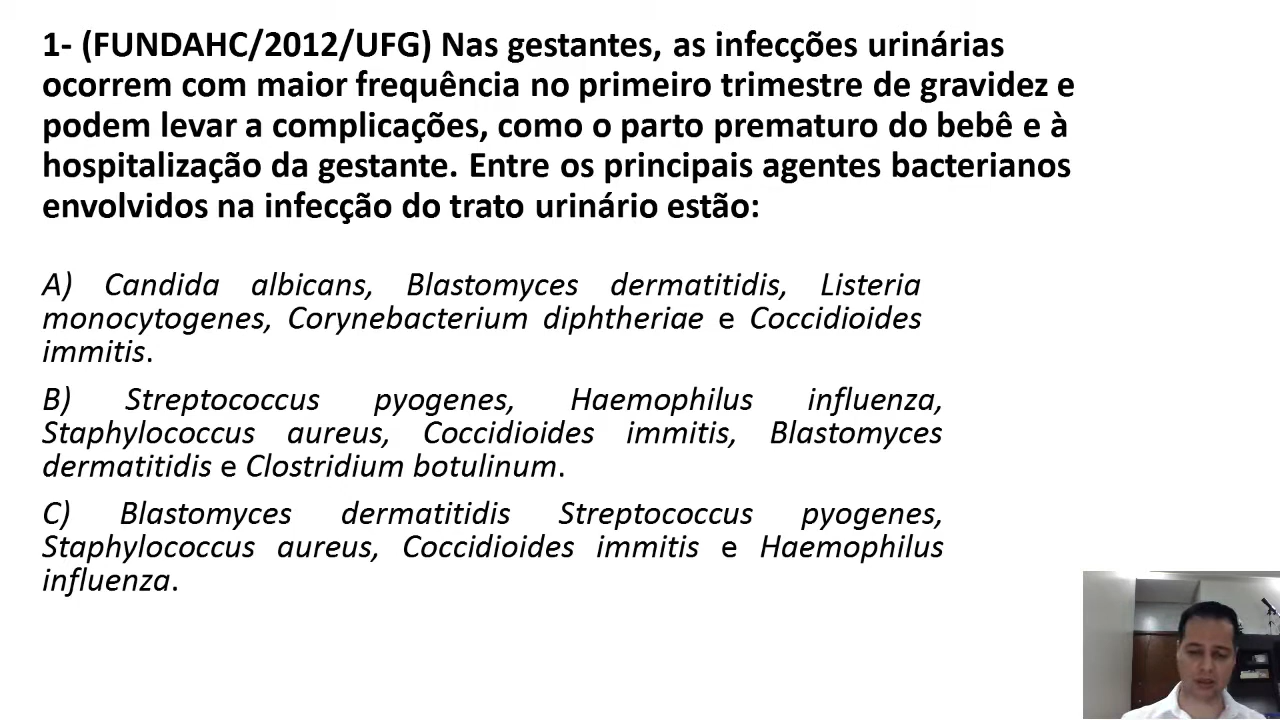 1- (FUNDAHC/2012/UFG) Nas gestantes, as infecções urinárias
ocorrem com maior frequência no primeiro trimestre de gravidez e
podem levar a complicações, como o parto prematuro do bebê e à
hospitalização da gestante. Entre os principais agentes bacterianos
envolvidos na infecção do trato urinário estão:
A) Candida albicans, Blastomyces dermatitidis, Listeria
monocytogenes, Corynebacterium diphtheriae e Coccidioides
immitis.
B) Streptococcus pyogenes, Haemophilus influenza,
Staphylococcus aureus, Coccidioides immitis, Blastomyces
dermatitidis e Clostridium botulinum.
C) Blastomyces dermatitidis Streptococcus pyogenes,
Staphylococcus aureus, Coccidioides immitis e Haemophilus
influenza.